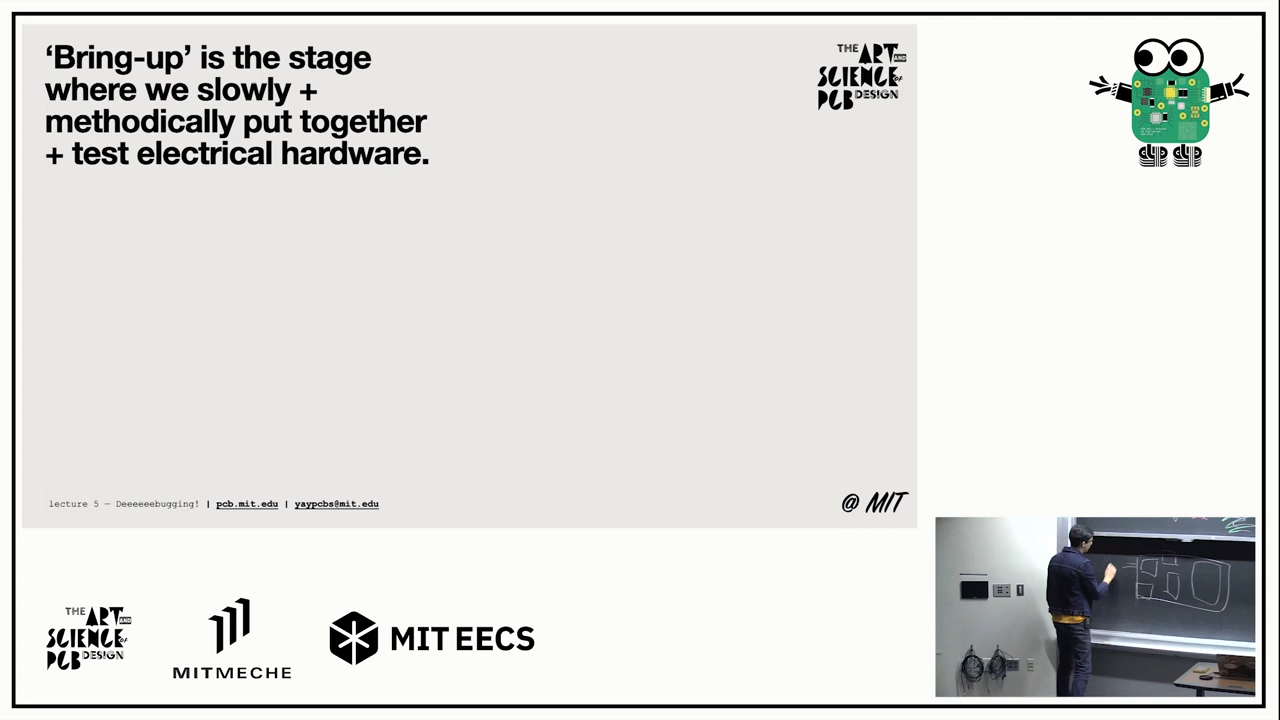 ‘Bring-up’ is the stage
where we slowly +
methodically put together
+ test electrical hardware.
THE ART AND
SCIENCE OF
PCB DESIGN
lecture 5 — Deeeeeebugging! | pcb.mit.edu | yaypcbs@mit.edu
@ MIT
THE ART AND
SCIENCE OF
PCB DESIGN
MITMECHE
MIT EECS